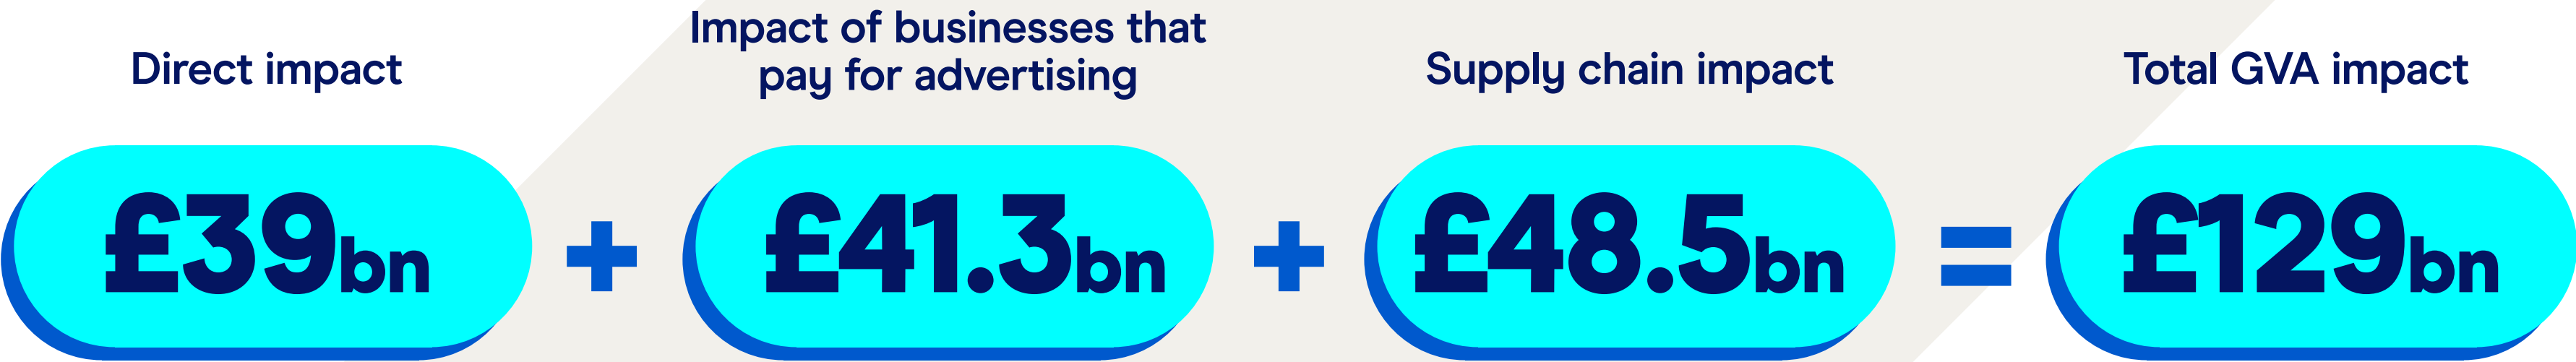 Direct impact
£39bn
+
Impact of businesses that
pay for advertising
£41.3bn
+
Supply chain impact
£48.5bn
=
Total GVA impact
£129bn